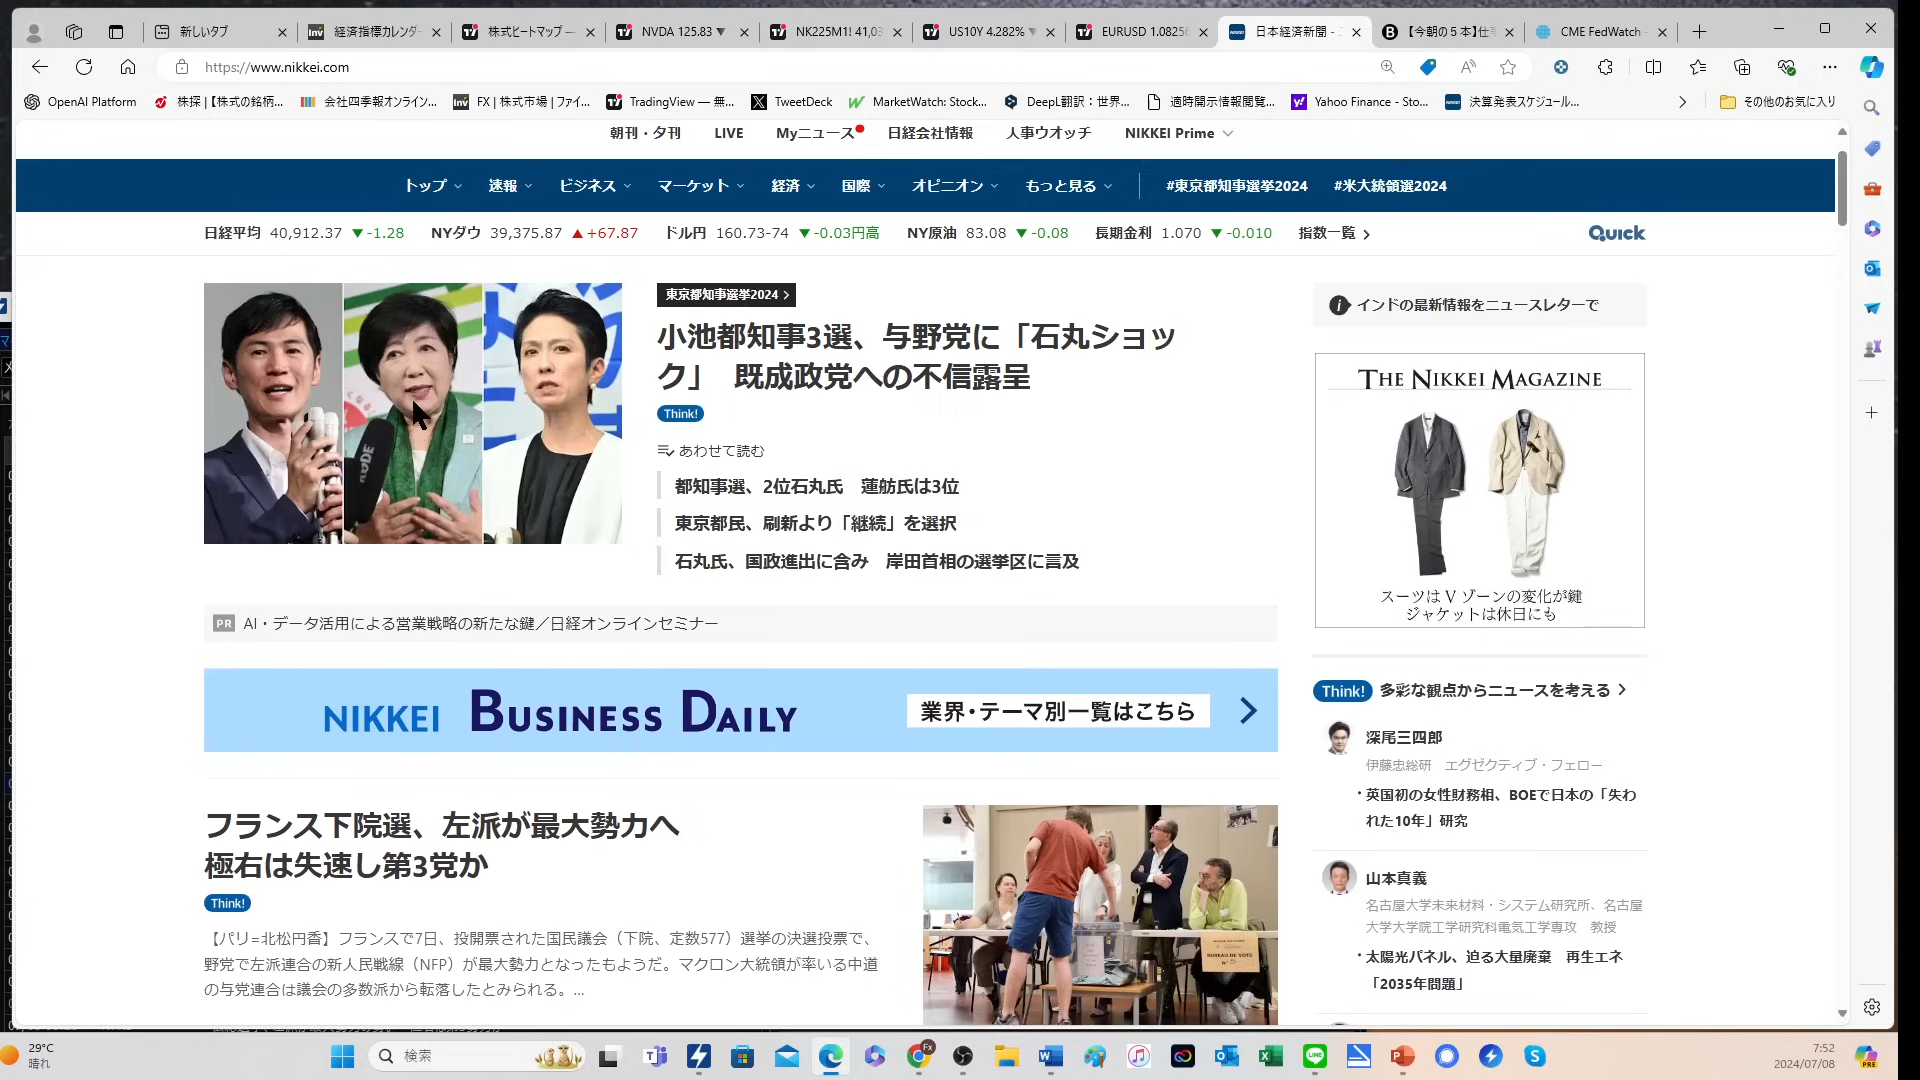 新しいタブ
経済指標カレンダ-
株式ヒートマップ —
NVDA 125.83 ▼
NK225M1! 41,03
US10Y 4.282% ▼
EURUSD 1.0825
日本経済新聞 -
【今朝の５本】仕
CME FedWatch
https://www.nikkei.com
OpenAI Platform
株探 |【株式の銘柄...
会社四季報オンライン...
FX | 株式市場 | ファイ...
TradingView — 無...
TweetDeck
MarketWatch: Stock...
DeepL翻訳：世界...
適時開示情報閲覧...
Yahoo Finance - Sto...
決算発表スケジュール...
その他のお気に入り
朝刊・夕刊
LIVE
Myニュース
日経会社情報
人事ウオッチ
NIKKEI Prime
トップ
速報
ビジネス
マーケット
経済
国際
オピニオン
もっと見る
#東京都知事選挙2024
#米大統領選2024
日経平均 40,912.37 ▼-1.28
NYダウ 39,375.87 ▲+67.87
ドル円 160.73-74 ▼-0.03円高
NY原油 83.08 ▼-0.08
長期金利 1.070 ▼-0.010
指数一覧
QUICK
東京都知事選挙2024
小池都知事3選、与野党に「石丸ショッ
ク」 既成政党への不信露呈
Think!
あわせて読む
都知事選、2位石丸氏 蓮舫氏は3位
東京都民、刷新より「継続」を選択
石丸氏、国政進出に含み 岸田首相の選挙区に言及
RODE
インドの最新情報をニュースレターで
THE NIKKEI MAGAZINE
スーツは V ゾーンの変化が鍵
ジャケットは休日にも
PR AI・データ活用による営業戦略の新たな鍵／日経オンラインセミナー
NIKKEI BUSINESS DAILY
業界・テーマ別一覧はこちら
フランス下院選、左派が最大勢力へ
極右は失速し第3党か
Think!
【パリ=北松円香】フランスで7日、投開票された国民議会（下院、定数577）選挙の決選投票で、
野党で左派連合の新人民戦線（NFP）が最大勢力となったもようだ。マクロン大統領が率いる中道
の与党連合は議会の多数派から転落したとみられる。...
BUREAU DE VOTE
Think! 多彩な観点からニュースを考える
深尾三四郎
伊藤忠総研 エグゼクティブ・フェロー
・英国初の女性財務相、BOEで日本の「失わ
れた10年」研究
山本真義
名古屋大学未来材料・システム研究所、名古屋
大学大学院工学研究科電気工学専攻 教授
・太陽光パネル、迫る大量廃棄 再生エネ
「2035年問題」
29°C
晴れ
検索
7:52
2024/07/08